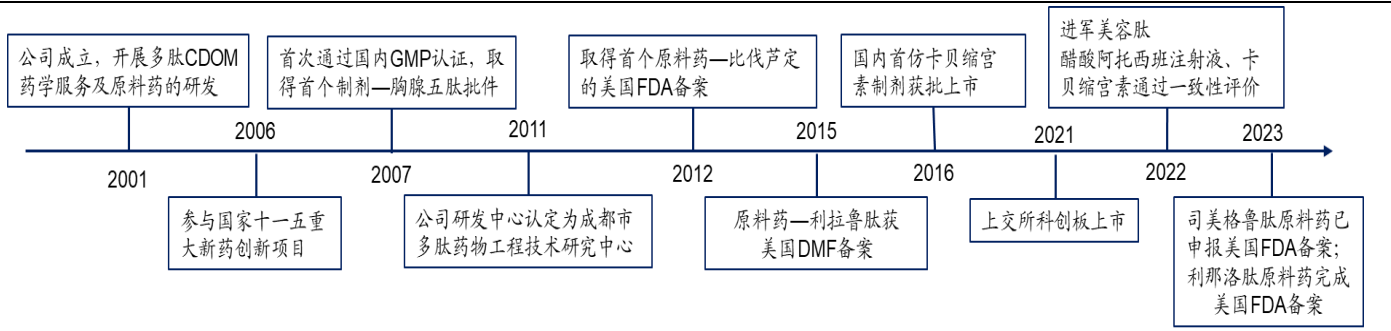 公司成立，开展多肽CDOM
药学服务及原料药的研发
2001
2006
参与国家十一五重
大新药创新项目
首次通过国内GMP认证，取
得首个制剂—胸腺五肽批件
2007
2011
公司研发中心认定为成都市
多肽药物工程技术研究中心
取得首个原料药—比伐芦定
的美国FDA备案
2012
2015
原料药—利拉鲁肽获
美国DMF备案
国内首仿卡贝缩宫
素制剂获批上市
2016
2021
上交所科创板上市
进军美容肽
醋酸阿托西班注射液、卡
贝缩宫素通过一致性评价
2022
2023
司美格鲁肽原料药已
申报美国FDA备案；
利那洛肽原料药完成
美国FDA备案